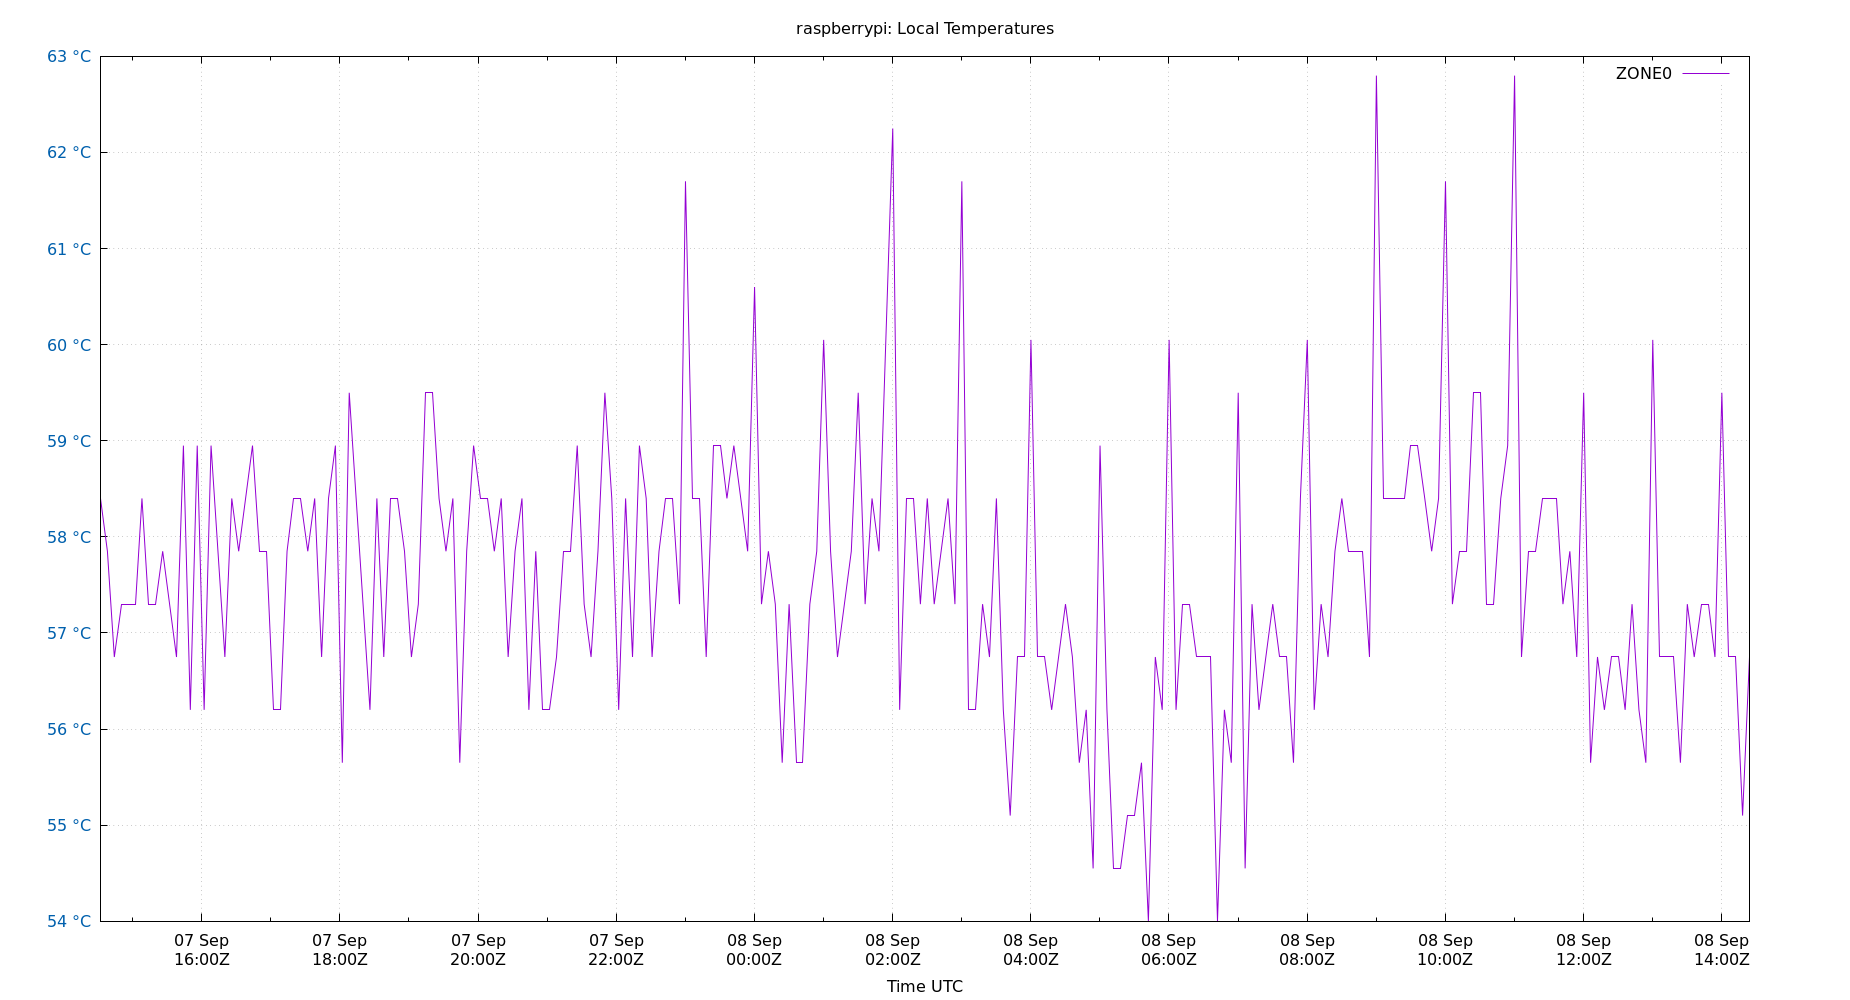 raspberrypi: Local Temperatures
63 °C
ZONE0
62 °C
61 °C
60 °C
59 °C
58 °C
57 °C
56 °C
55 °C
54 °C
07 Sep 07 Sep 07 Sep 07 Sep 08 Sep 08 Sep 08 Sep 08 Sep 08 Sep 08 Sep 08 Sep 08 Sep
16:00Z 18:00Z 20:00Z 22:00Z 00:00Z 02:00Z 04:00Z 06:00Z 08:00Z 10:00Z 12:00Z 14:00Z
Time UTC